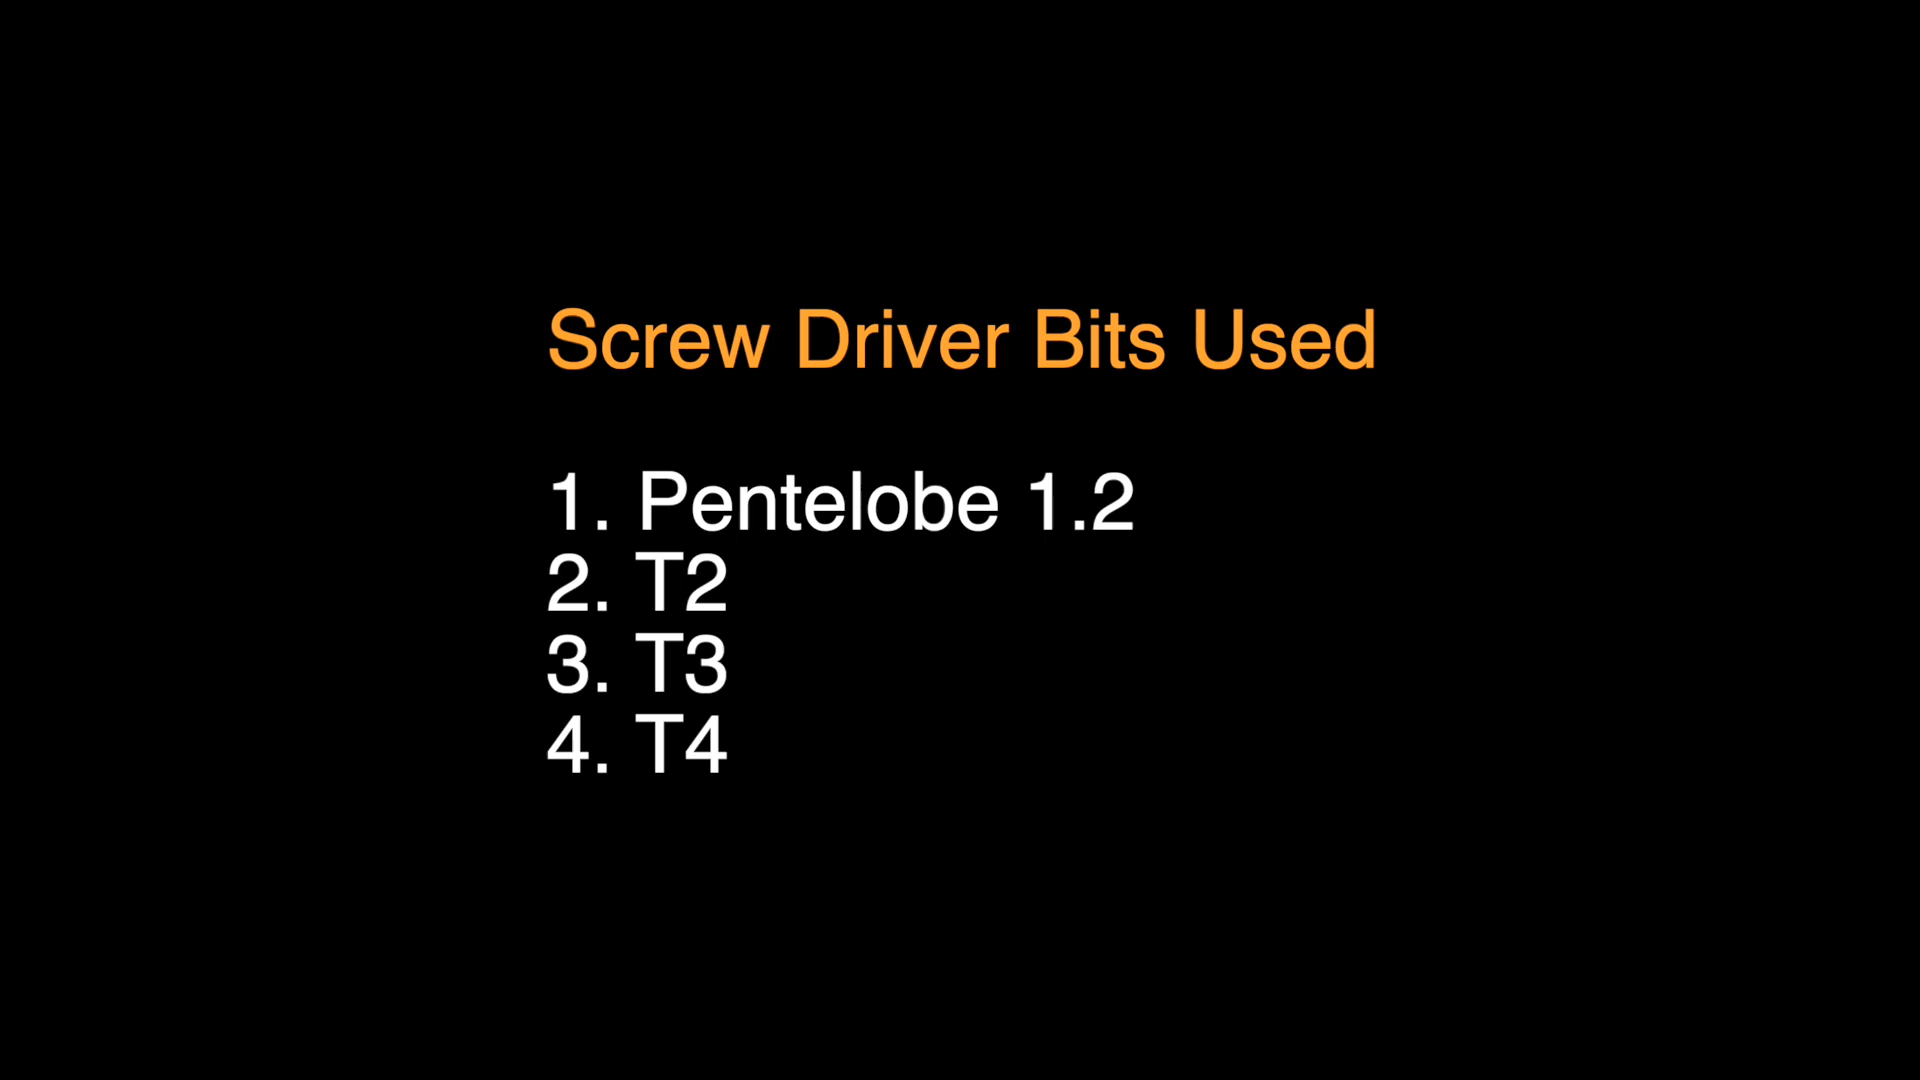 Screw Driver Bits Used
1. Pentelobe 1.2
2. T2
3. T3
4. T4